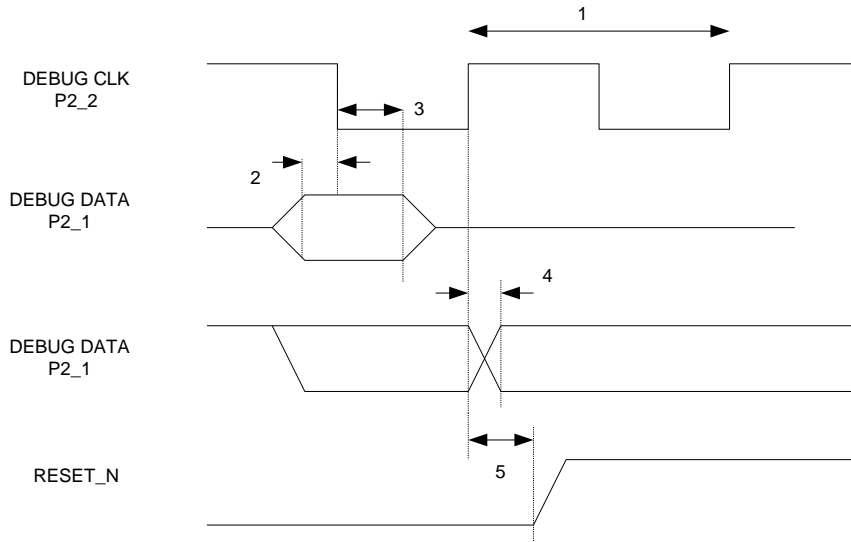 1
DEBUG CLK
P2_2
3
2
DEBUG DATA
P2_1
4
DEBUG DATA
P2_1
5
RESET_N